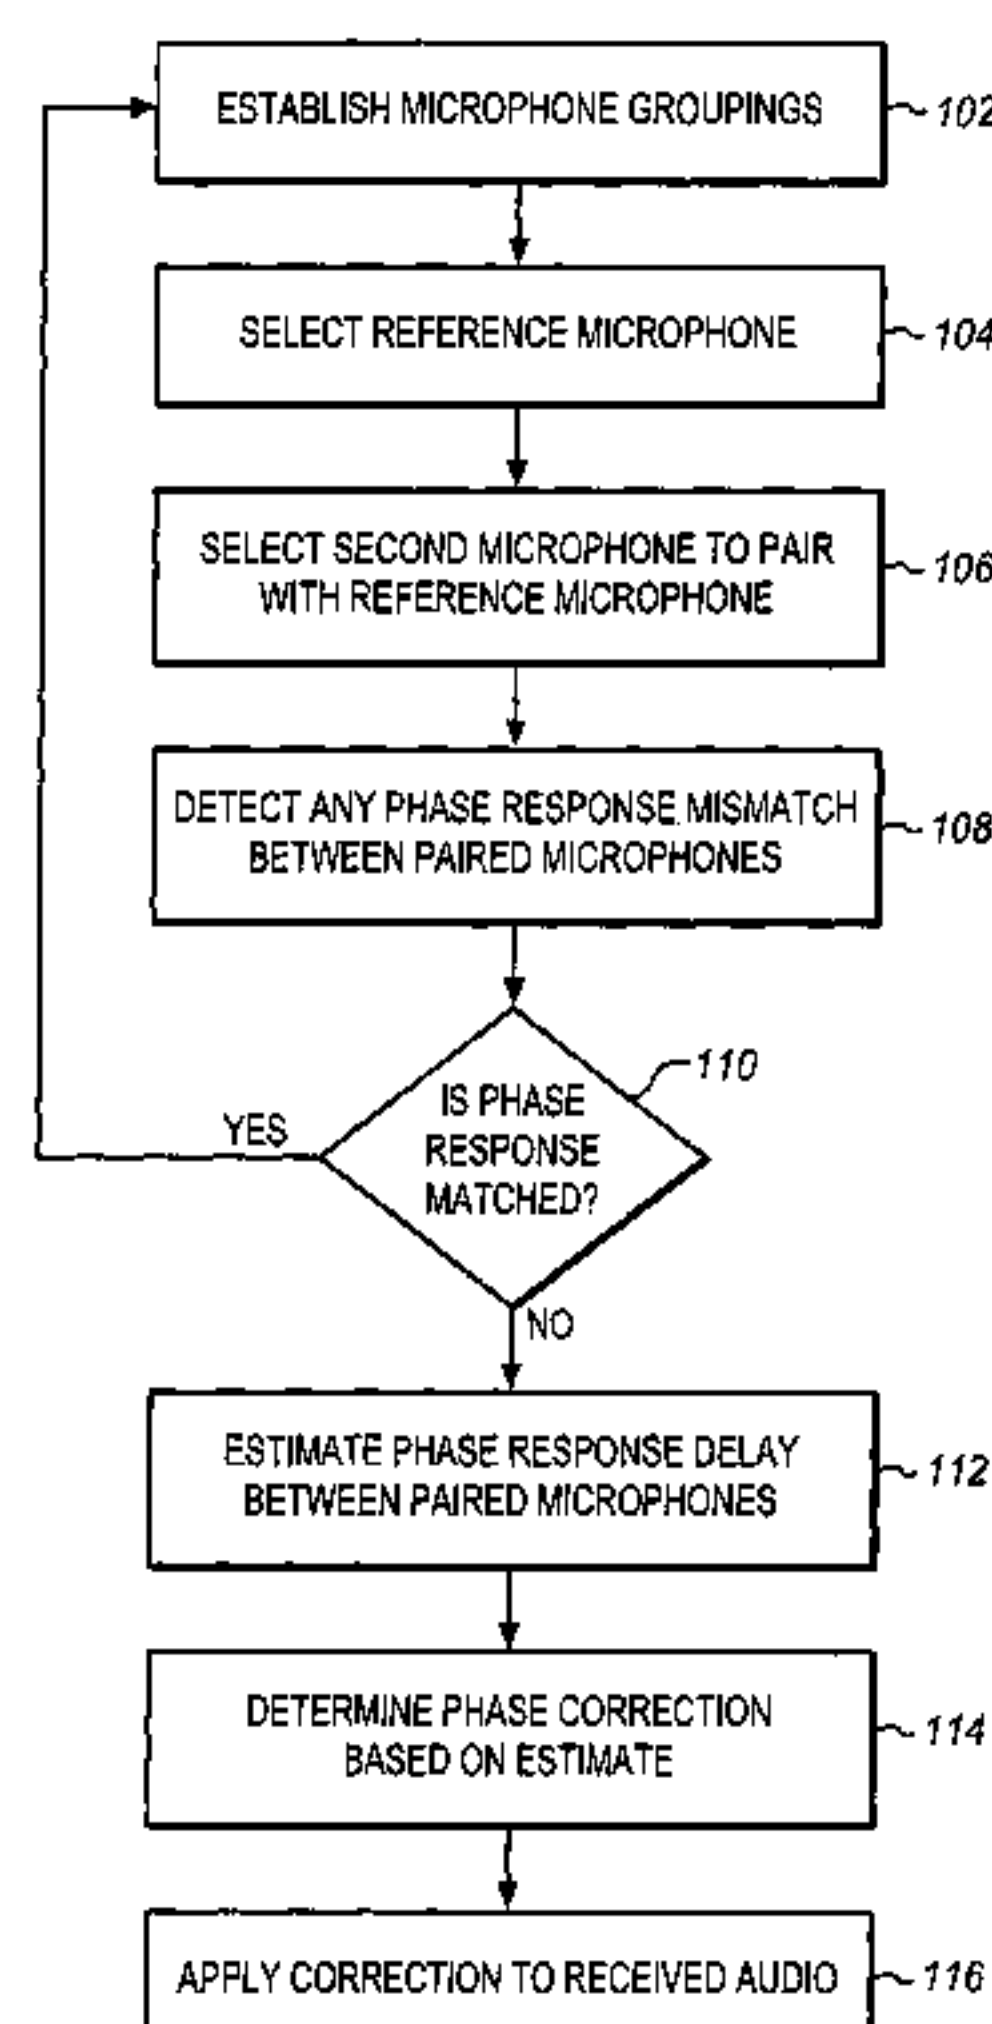 ESTABLISH MICROPHONE GROUPINGS
102
SELECT REFERENCE MICROPHONE
104
SELECT SECOND MICROPHONE TO PAIR
WITH REFERENCE MICROPHONE
106
DETECT ANY PHASE RESPONSE MISMATCH
BETWEEN PAIRED MICROPHONES
108
110
IS PHASE
RESPONSE
MATCHED?
YES
NO
ESTIMATE PHASE RESPONSE DELAY
BETWEEN PAIRED MICROPHONES
112
DETERMINE PHASE CORRECTION
BASED ON ESTIMATE
114
APPLY CORRECTION TO RECEIVED AUDIO
116